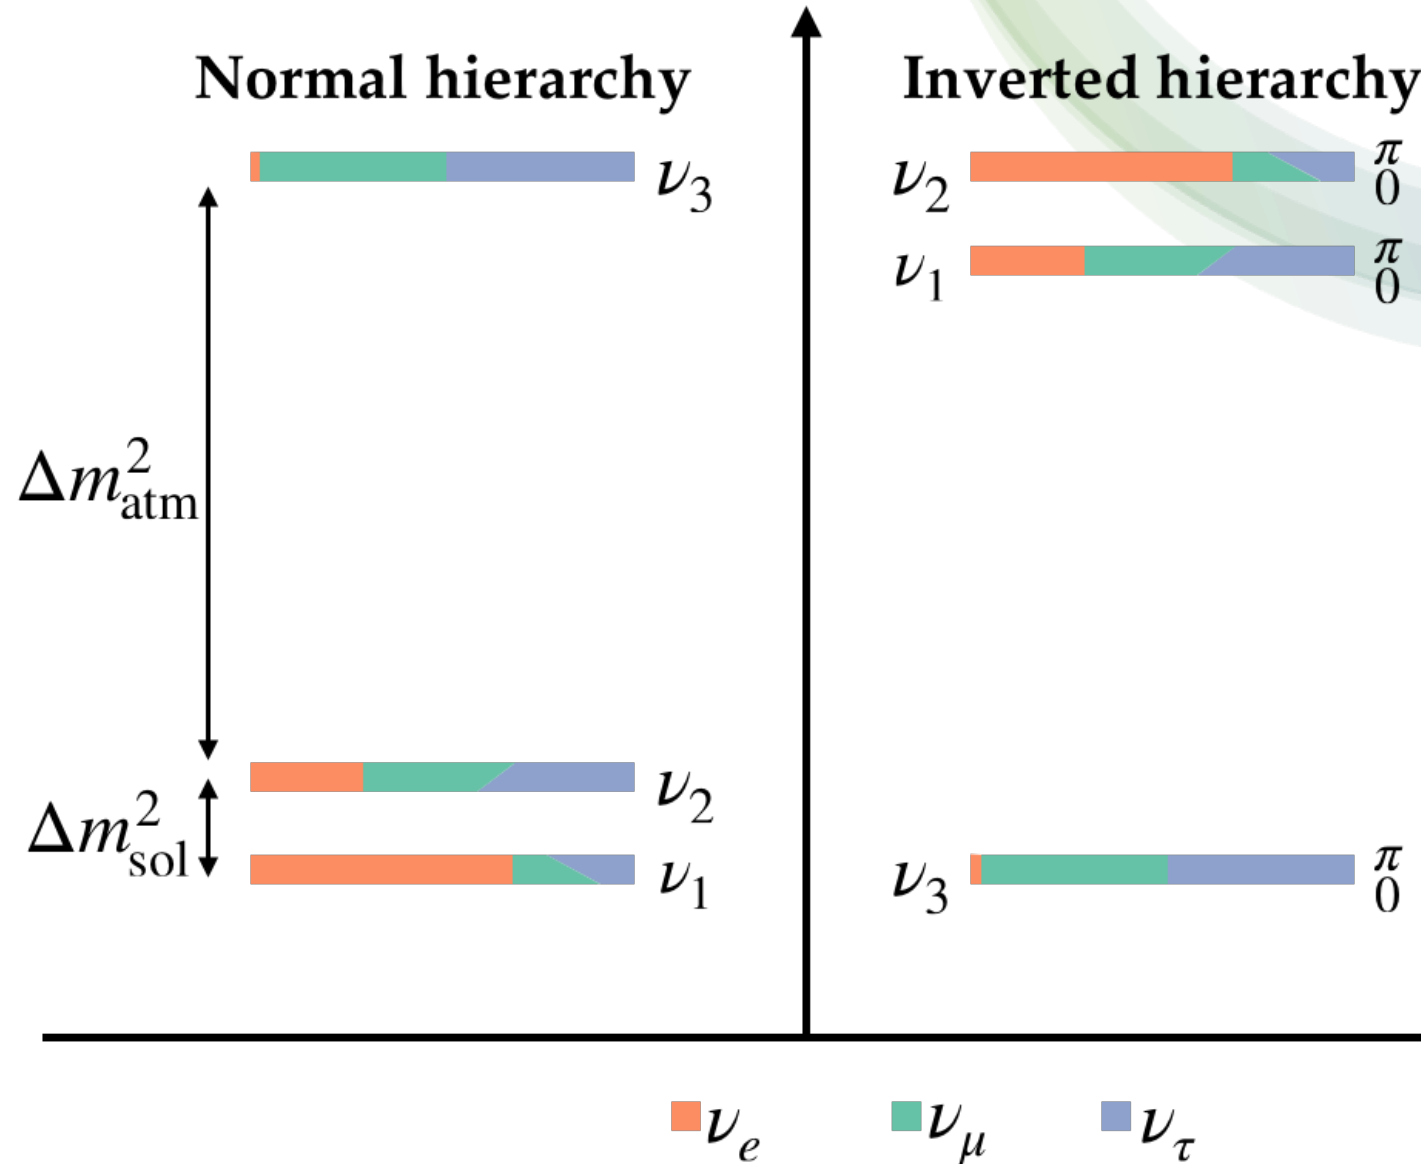 Normal hierarchy
Inverted hierarchy
ν₃
ν₂
π
0
ν₁
π
0
Δm²atm
ν₂
Δm²sol
ν₁
ν₃
π
0
νe
νμ
ντ